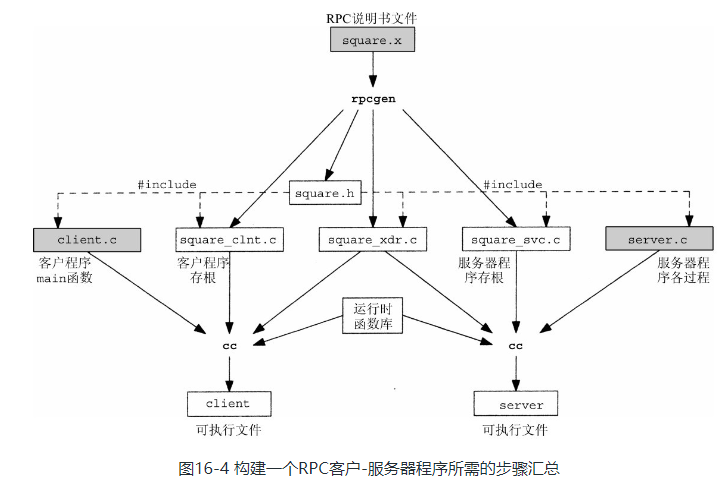 RPC说明书文件
square.x
rpcgen
#include
square.h
#include
client.c
square_clnt.c
square_xdr.c
square_svc.c
server.c
客户程序
main函数
客户程序
存根
服务器程
序存根
服务器程
序各过程
运行时
函数库
cc
cc
client
server
可执行文件
可执行文件
图16-4 构建一个RPC客户-服务器程序所需的步骤汇总